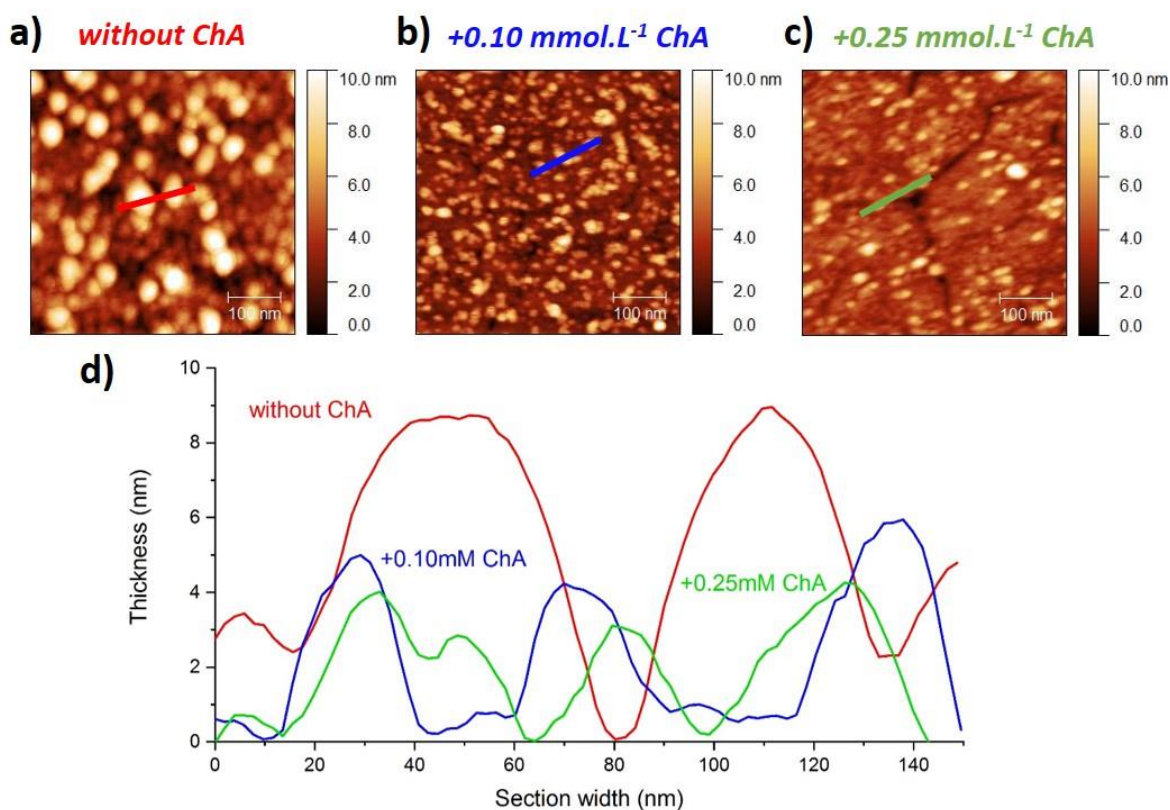 a) without ChA
b) +0.10 mmol.L⁻¹ ChA
c) +0.25 mmol.L⁻¹ ChA
10.0 nm
8.0
6.0
4.0
2.0
0.0
100 nm
10.0 nm
8.0
6.0
4.0
2.0
0.0
100 nm
10.0 nm
8.0
6.0
4.0
2.0
0.0
100 nm
d)
Thickness (nm)
10
8
6
4
2
0
without ChA
+0.10mM ChA
+0.25mM ChA
0 20 40 60 80 100 120 140
Section width (nm)